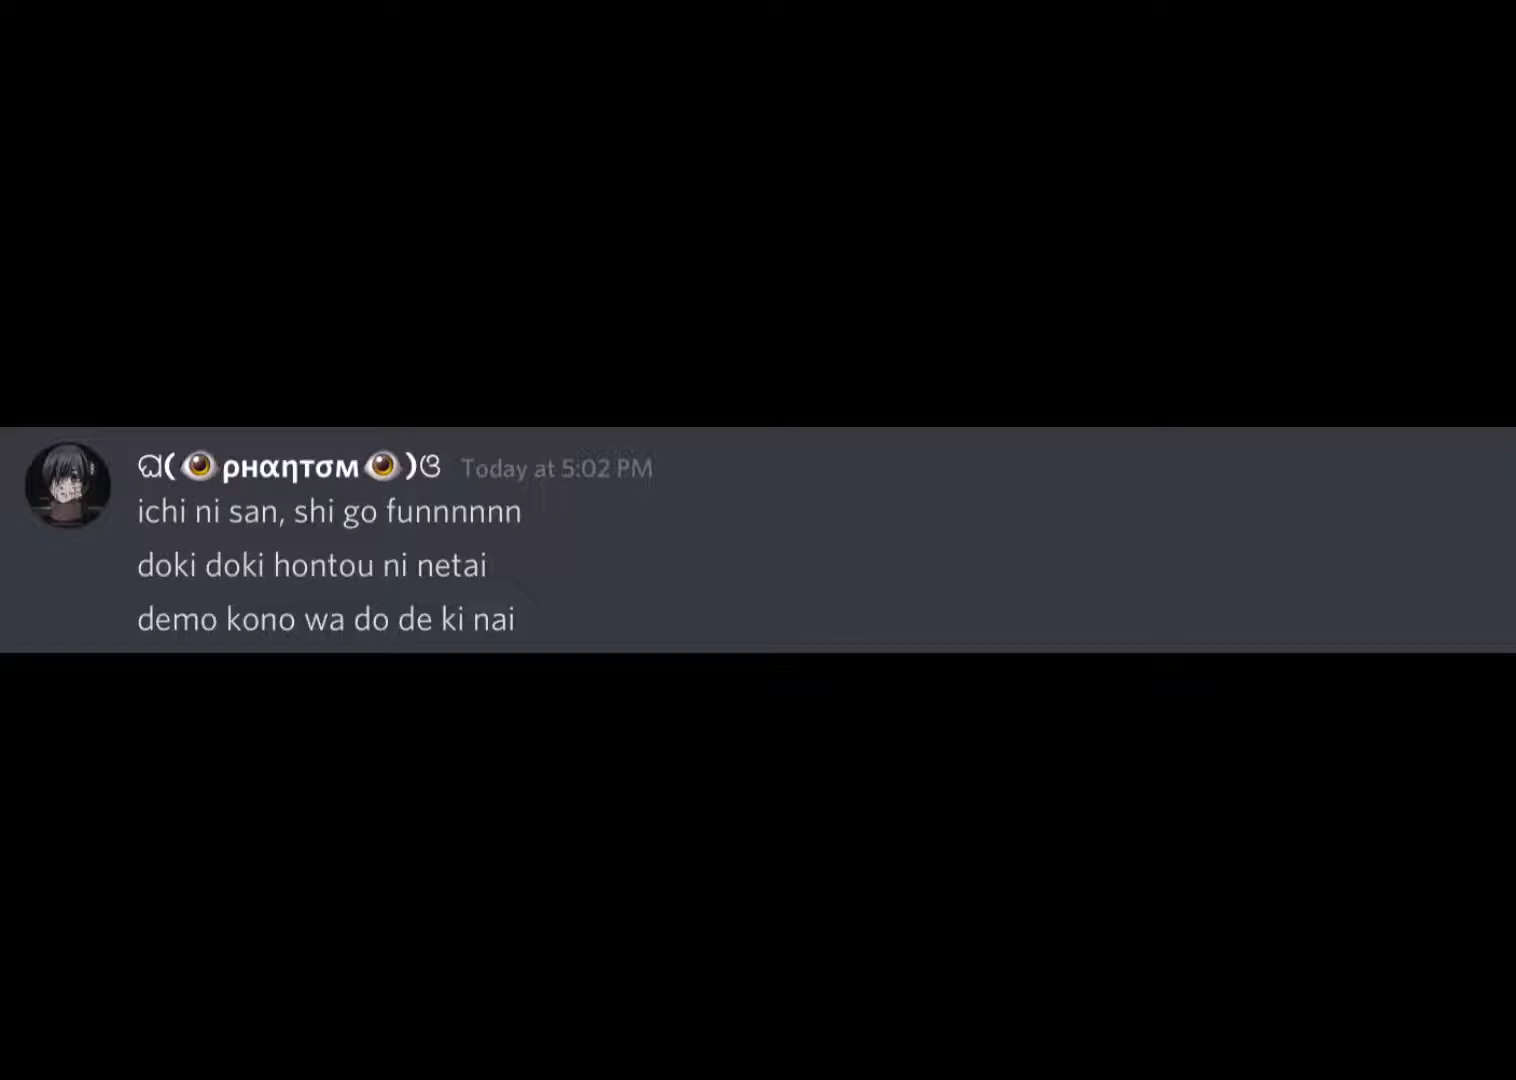 ଘ(👁️ρнαηтσм👁️)ଓ Today at 5:02 PM
ichi ni san, shi go funnnnnn
doki doki hontou ni netai
demo kono wa do de ki nai